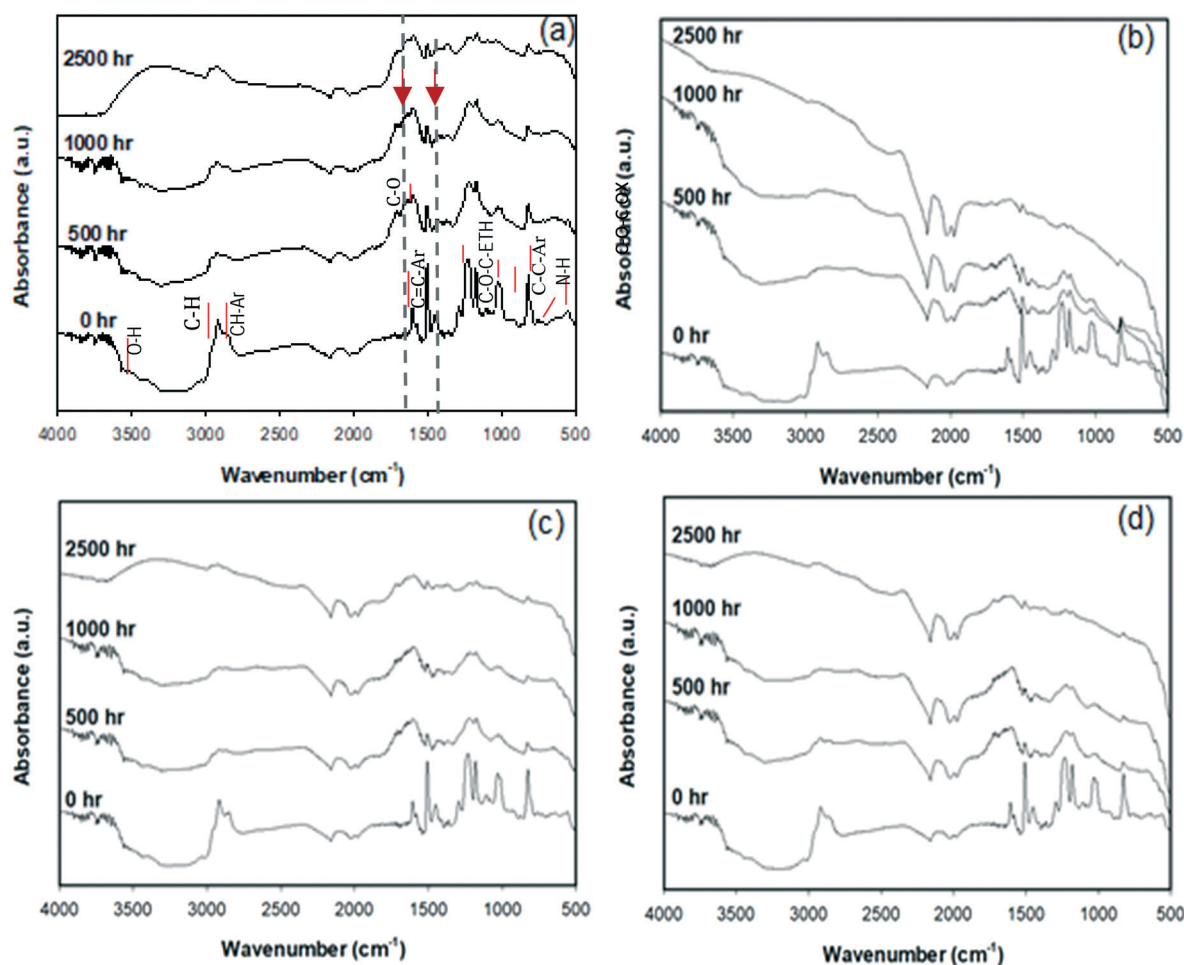 (a)
2500 hr
1000 hr
500 hr
0 hr
O-H
C-H
CH-Ar
C-O
C=C-Ar
C-O-C-ETH
C-C-Ar
N-H
Absorbance (a.u.)
4000 3500 3000 2500 2000 1500 1000 500
Wavenumber (cm-1)
(b)
2500 hr
1000 hr
500 hr
0 hr
Absorbance (a.u.)
4000 3500 3000 2500 2000 1500 1000 500
Wavenumber (cm-1)
(c)
2500 hr
1000 hr
500 hr
0 hr
Absorbance (a.u.)
4000 3500 3000 2500 2000 1500 1000 500
Wavenumber (cm-1)
(d)
2500 hr
1000 hr
500 hr
0 hr
Absorbance (a.u.)
4000 3500 3000 2500 2000 1500 1000 500
Wavenumber (cm-1)